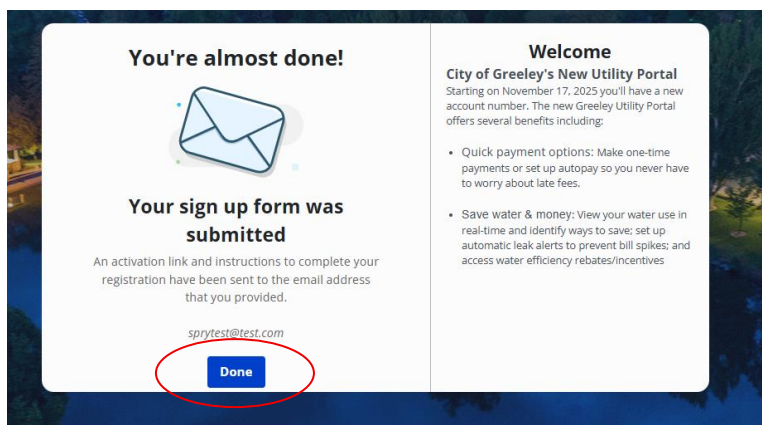 You're almost done!
Your sign up form was
submitted
An activation link and instructions to complete your
registration have been sent to the email address
that you provided.
sprytest@test.com
Done
Welcome
City of Greeley's New Utility Portal
Starting on November 17, 2025 you'll have a new
account number. The new Greeley Utility Portal
offers several benefits including:
• Quick payment options: Make one-time
payments or set up autopay so you never have
to worry about late fees.
• Save water & money: View your water use in
real-time and identify ways to save; set up
automatic leak alerts to prevent bill spikes; and
access water efficiency rebates/incentives